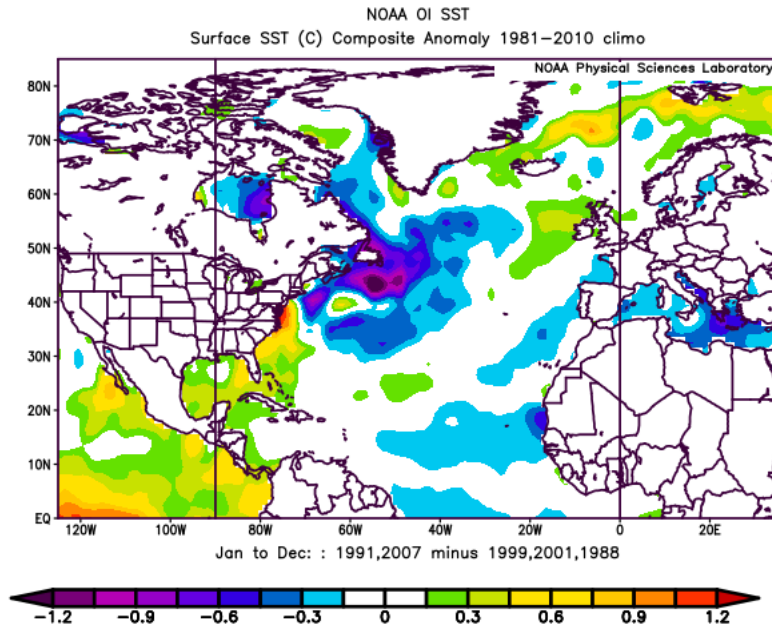 NOAA OI SST
Surface SST (C) Composite Anomaly 1981-2010 climo
NOAA Physical Sciences Laboratory
80N
70N
60N
50N
40N
30N
20N
10N
EQ
120W 100W 80W 60W 40W 20W 0 20E
Jan to Dec: : 1991,2007 minus 1999,2001,1988
-1.2 -0.9 -0.6 -0.3 0 0.3 0.6 0.9 1.2